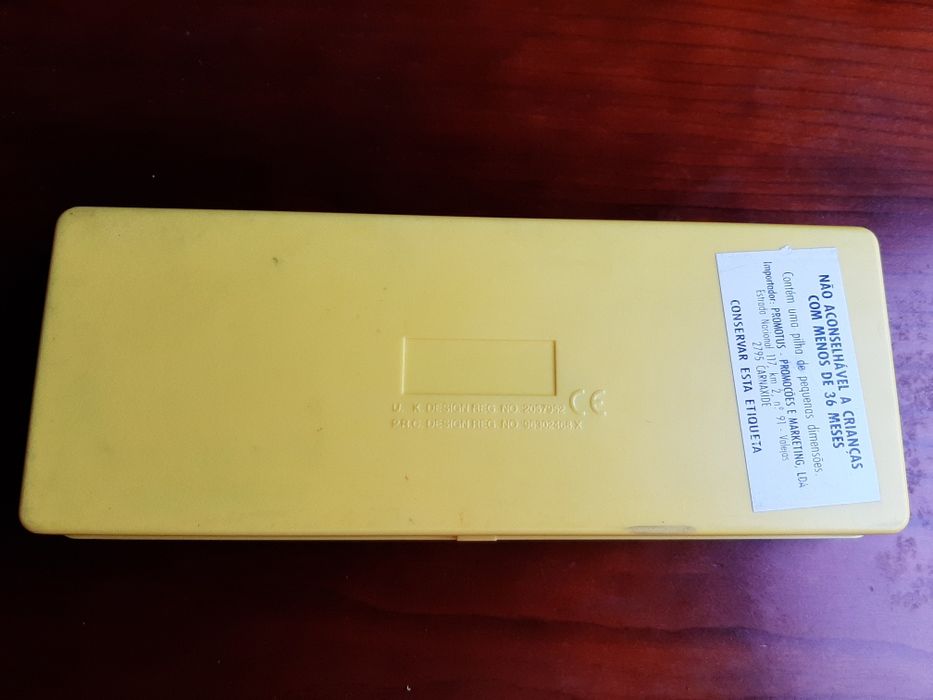 U. K. DESIGN REG. NO. 2057952
P.R.C. DESIGN REG. NO. 96302468.X
CE
NÃO ACONSELHÁVEL A CRIANÇAS
COM MENOS DE 36 MESES
Contém uma pilha de pequenas dimensões.
Importador: PROMOTUS - PROMOÇÕES E MARKETING, LDA
Estrada Nacional 117, km 2, nº 91 - Valejas
2795 CARNAXIDE
CONSERVAR ESTA ETIQUETA